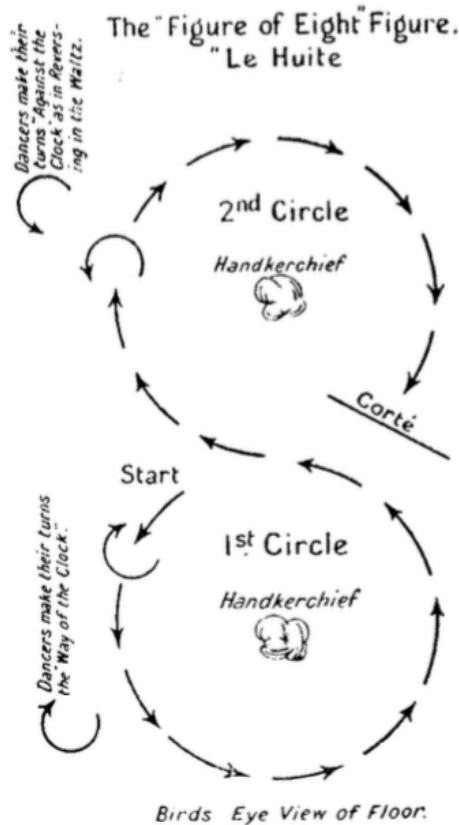 The "Figure of Eight" Figure.
"Le Huite
Dancers make their
turns "Against the
Clock" as in Revers-
ing in the Waltz.
2nd Circle
Handkerchief
Corté
Start
1st Circle
Handkerchief
Dancers make their turns
the "Way of the Clock."
Birds Eye View of Floor.